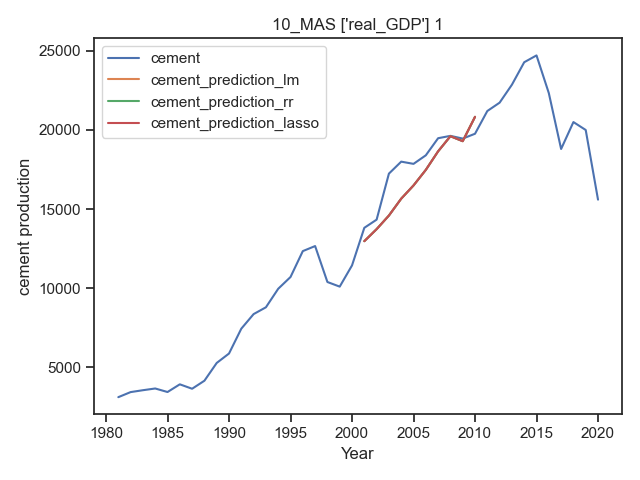 10_MAS ['real_GDP'] 1
cement
cement_prediction_lm
cement_prediction_rr
cement_prediction_lasso
cement production
25000
20000
15000
10000
5000
1980 1985 1990 1995 2000 2005 2010 2015 2020
Year